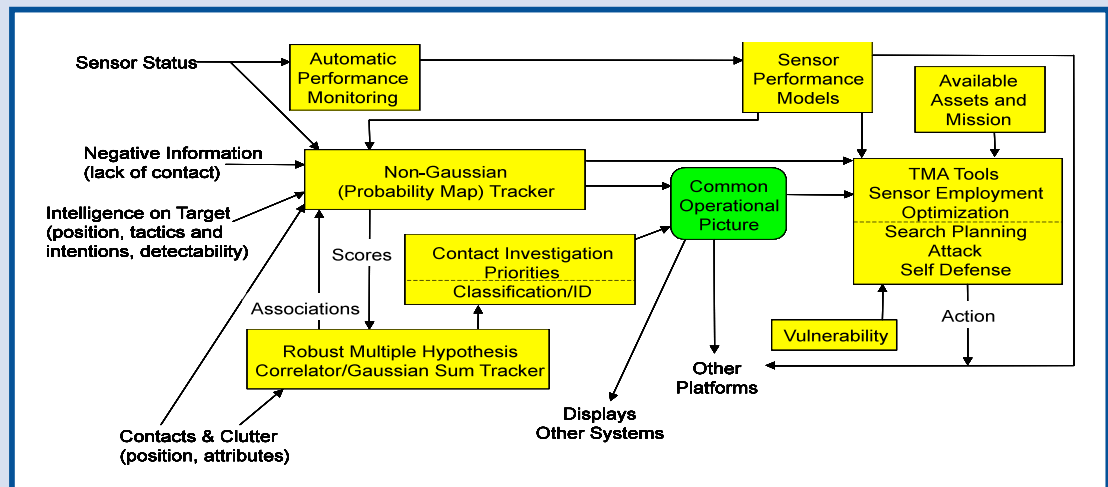 Sensor Status
Automatic
Performance
Monitoring
Sensor
Performance
Models
Available
Assets and
Mission
Negative Information
(lack of contact)
Non-Gaussian
(Probability Map) Tracker
Common
Operational
Picture
TMA Tools
Sensor Employment
Optimization
Search Planning
Attack
Self Defense
Intelligence on Target
(position, tactics and
intentions, detectability)
Scores
Contact Investigation
Priorities
Classification/ID
Associations
Action
Vulnerability
Robust Multiple Hypothesis
Correlator/Gaussian Sum Tracker
Other
Platforms
Displays
Other Systems
Contacts & Clutter
(position, attributes)